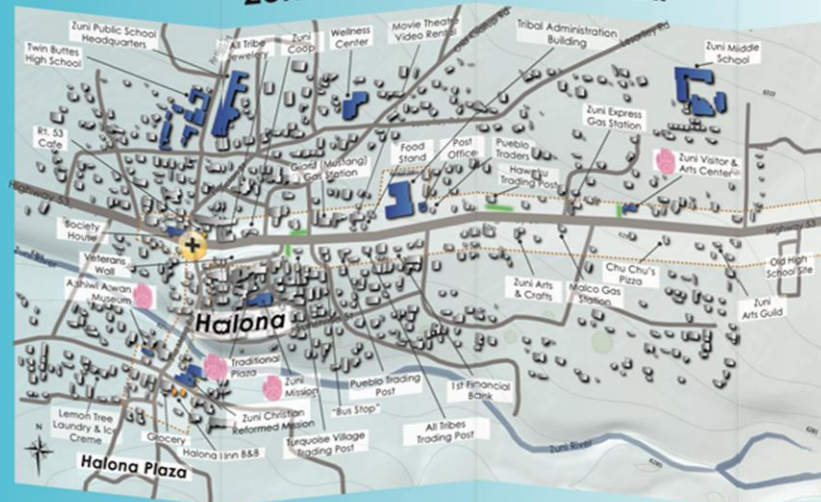 Zuni Public School
Headquarters
Twin Buttes
High School
All Tribe
Jewelery
Zuni
Coop
Wellness
Center
Movie Theatre
Video Rental
Tribal Administration
Building
Zuni Middle
School
Rt. 53
Cafe
Giant (Mustang)
Gas Station
Food
Stand
Post
Office
Pueblo
Traders
Zuni Express
Gas Station
Trading Post
Zuni Visitor &
Arts Center
Highway 53
Society
House
Zuni River
Veterans
Wall
Ashiwi Awan
Museum
Halona
Zuni Arts
& Crafts
Malco Gas
Station
Chu Chu's
Pizza
Highway 53
Old High
School Site
Zuni
Arts Guild
Traditional
Plaza
Zuni
Mission
Pueblo Trading
Post
1st Financial
Bank
"Bus Stop"
Zuni Christian
Reformed Mission
All Tribes
Trading Post
Turquoise Village
Trading Post
Lemon Tree
Laundry & Ice
Creme
Grocery
Halona Inn B&B
Halona Plaza
Zuni River
N